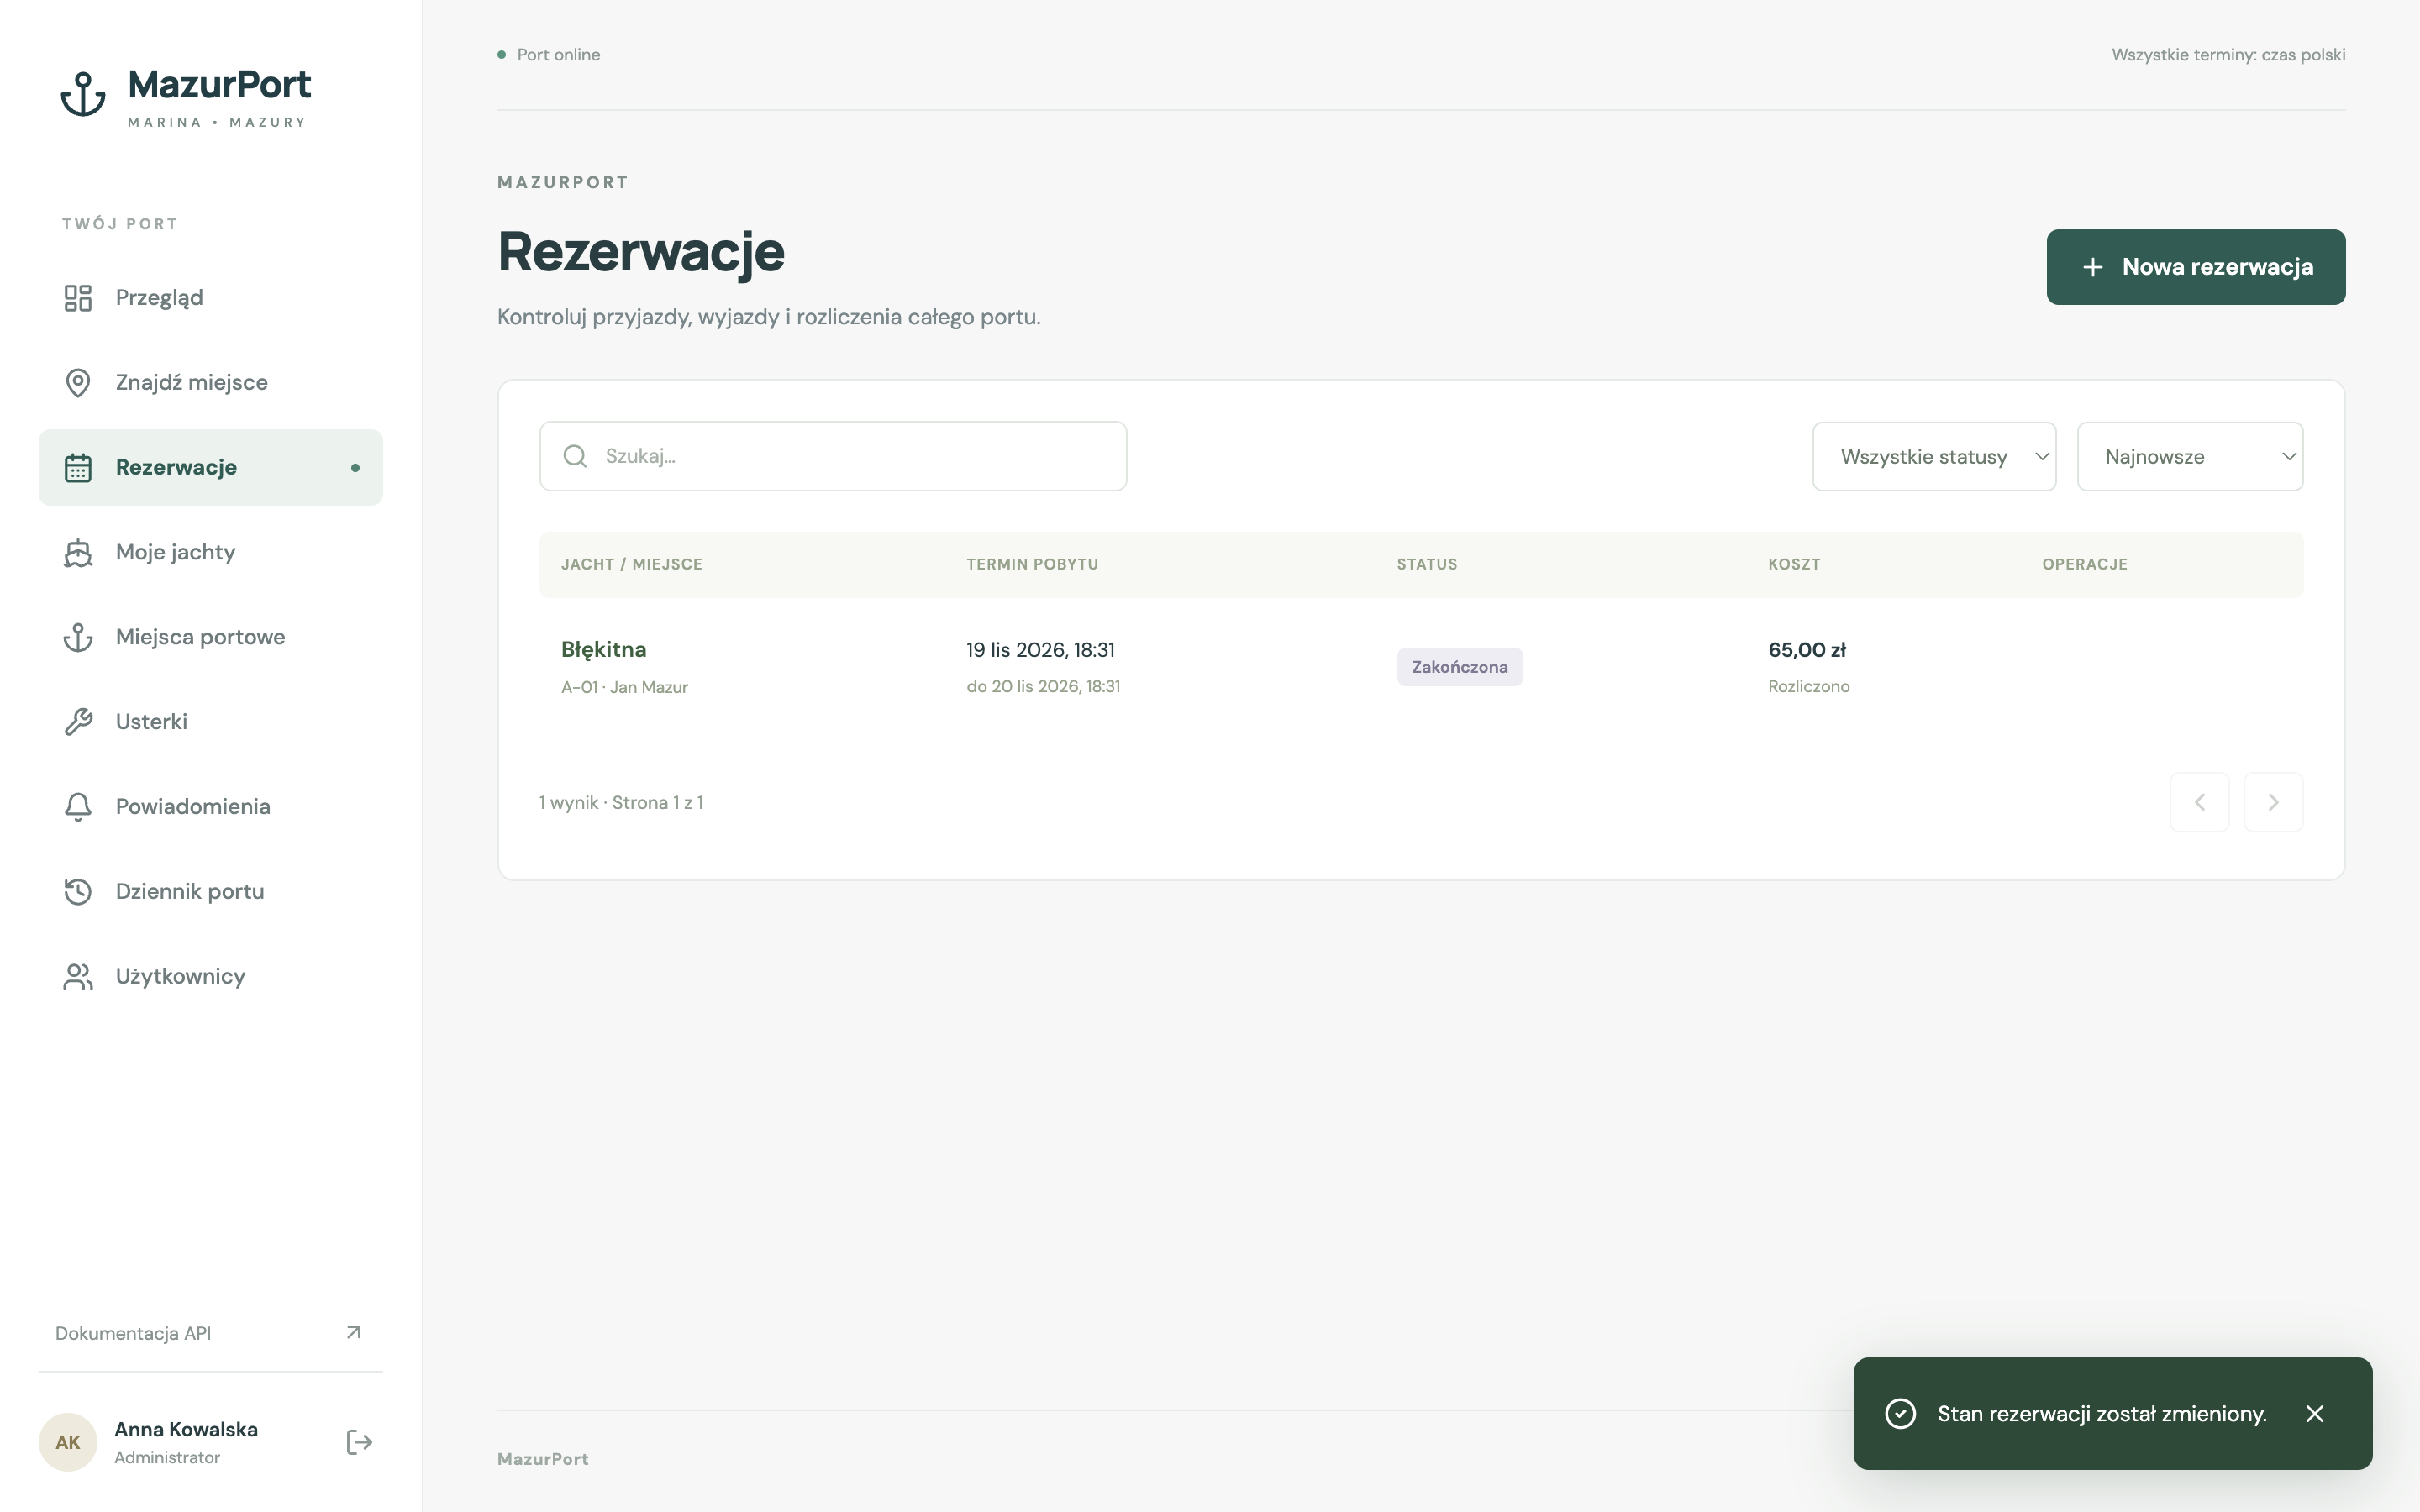 MazurPort
MARINA • MAZURY
TWÓJ PORT
Przegląd
Znajdź miejsce
Rezerwacje
Moje jachty
Miejsca portowe
Usterki
Powiadomienia
Dziennik portu
Użytkownicy
Dokumentacja API
AK
Anna Kowalska
Administrator
Port online
Wszystkie terminy: czas polski
MAZURPORT
Rezerwacje
Kontroluj przyjazdy, wyjazdy i rozliczenia całego portu.
Nowa rezerwacja
Szukaj...
Wszystkie statusy
Najnowsze
JACHT / MIEJSCE TERMIN POBYTU STATUS KOSZT OPERACJE
Błękitna 19 lis 2026, 18:31 Zakończona 65,00 zł
A-01 · Jan Mazur do 20 lis 2026, 18:31 Rozliczono
1 wynik · Strona 1 z 1
Stan rezerwacji został zmieniony.
MazurPort